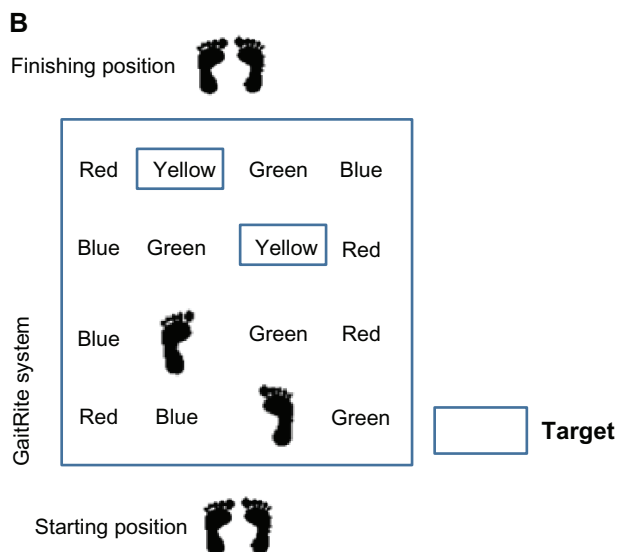 B
Finishing position
Red Yellow Green Blue
Blue Green Yellow Red
Blue Green Red
Red Blue Green
GaitRite system
Target
Starting position